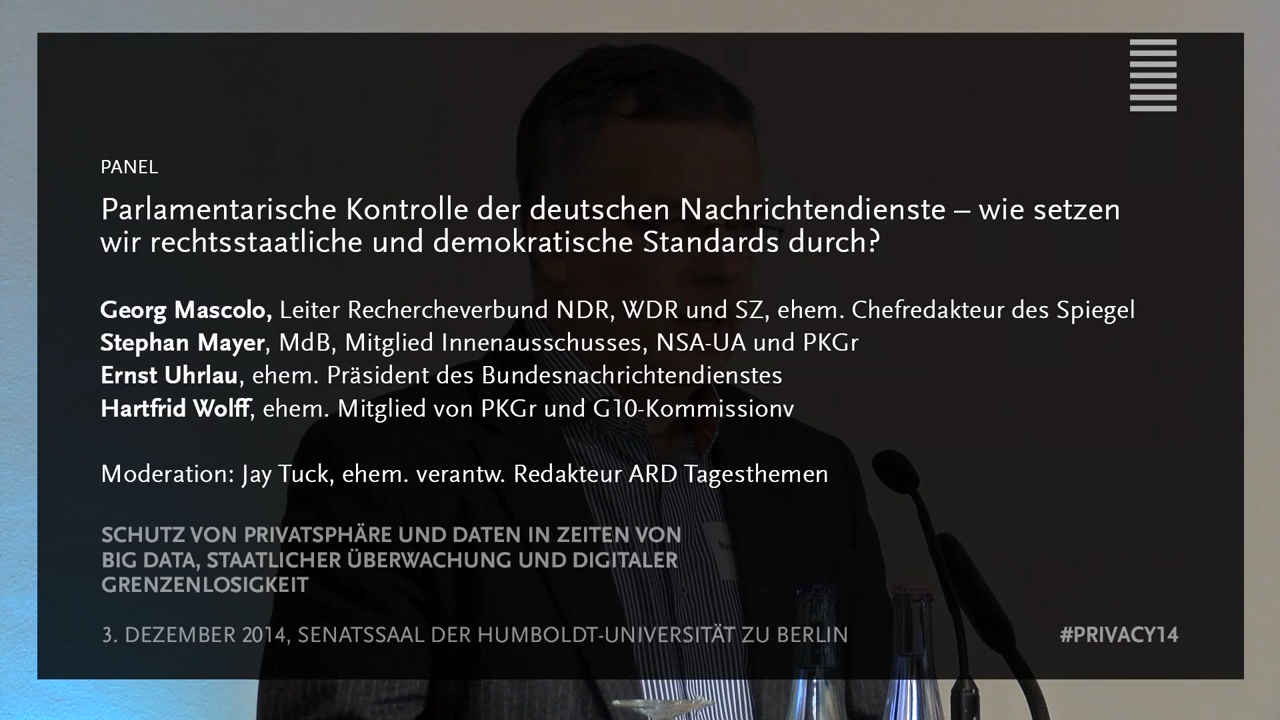 PANEL
Parlamentarische Kontrolle der deutschen Nachrichtendienste – wie setzen
wir rechtsstaatliche und demokratische Standards durch?
Georg Mascolo, Leiter Rechercheverbund NDR, WDR und SZ, ehem. Chefredakteur des Spiegel
Stephan Mayer, MdB, Mitglied Innenausschusses, NSA-UA und PKGr
Ernst Uhrlau, ehem. Präsident des Bundesnachrichtendienstes
Hartfrid Wolff, ehem. Mitglied von PKGr und G10-Kommissionv
Moderation: Jay Tuck, ehem. verantw. Redakteur ARD Tagesthemen
SCHUTZ VON PRIVATSPHÄRE UND DATEN IN ZEITEN VON
BIG DATA, STAATLICHER ÜBERWACHUNG UND DIGITALER
GRENZENLOSIGKEIT
3. DEZEMBER 2014, SENATSSAAL DER HUMBOLDT-UNIVERSITÄT ZU BERLIN
#PRIVACY14